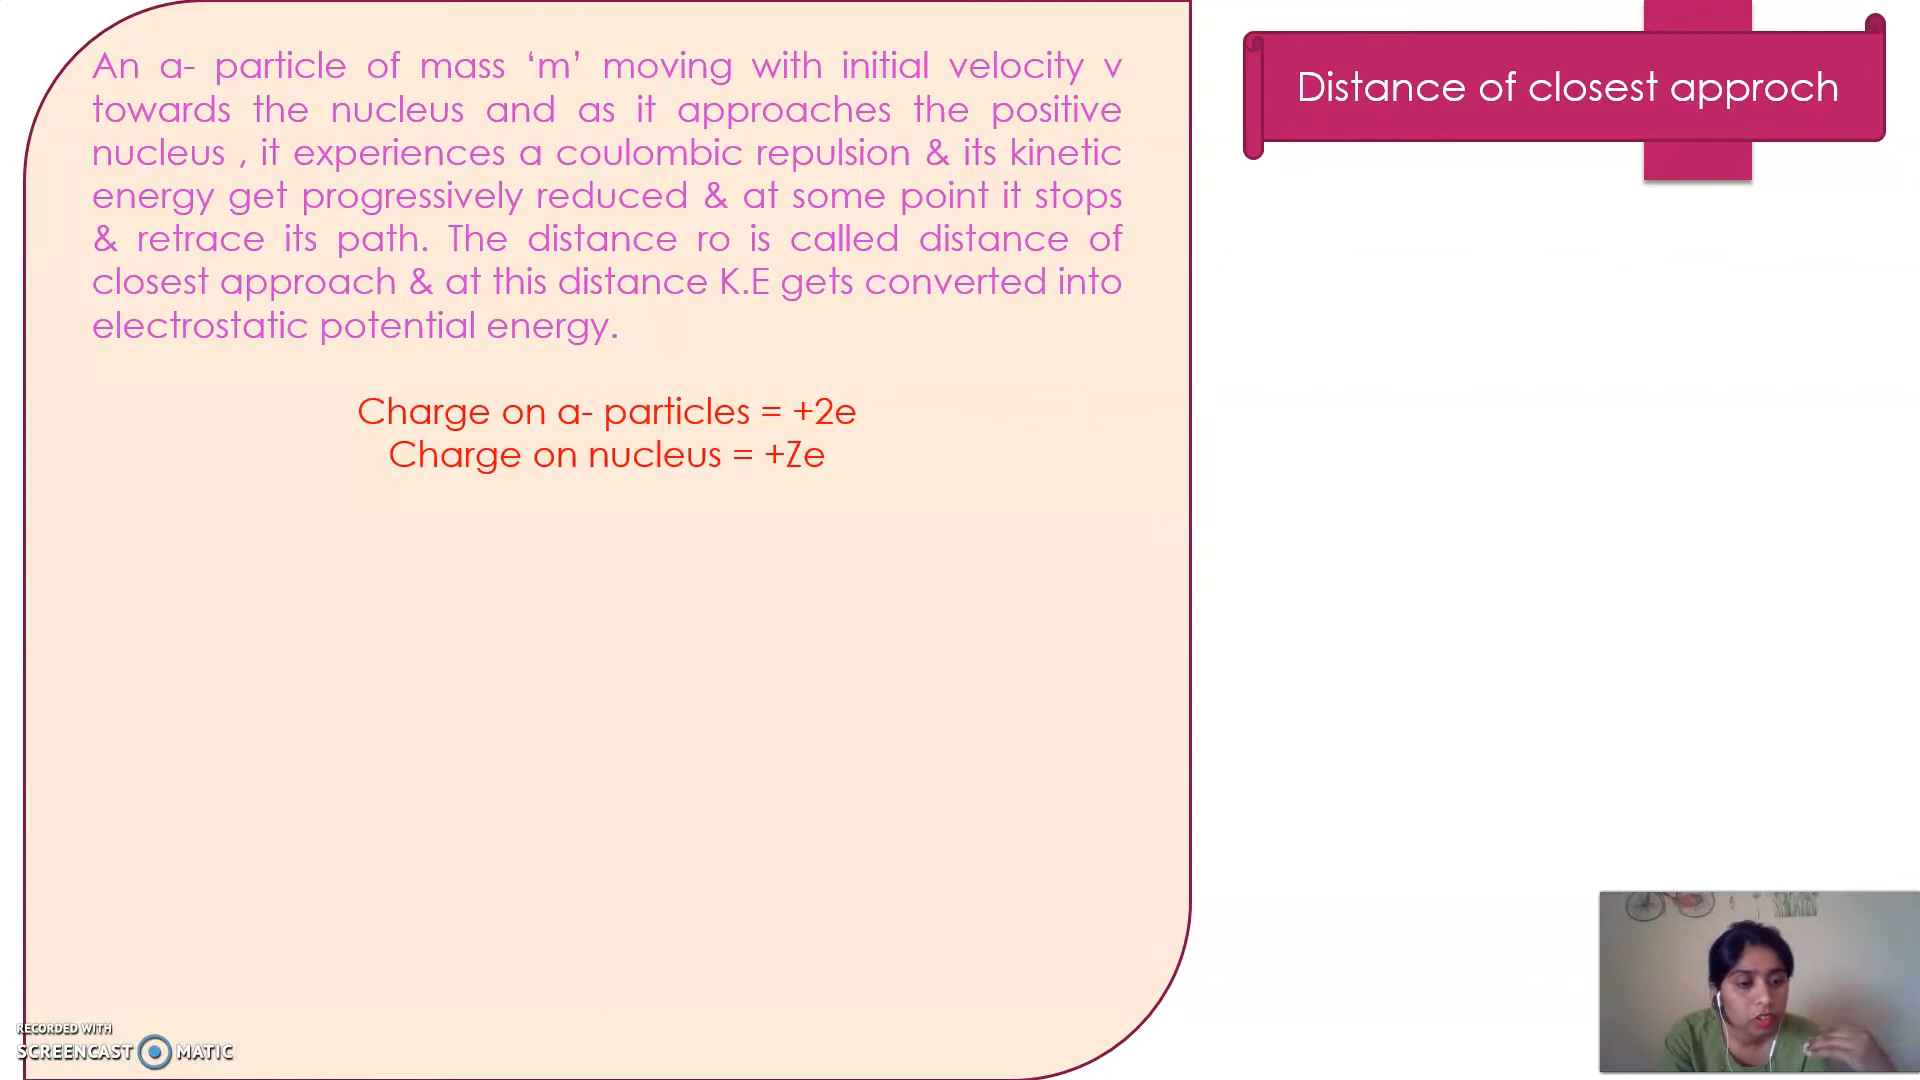 An a- particle of mass ‘m’ moving with initial velocity v
towards the nucleus and as it approaches the positive
nucleus , it experiences a coulombic repulsion & its kinetic
energy get progressively reduced & at some point it stops
& retrace its path. The distance ro is called distance of
closest approach & at this distance K.E gets converted into
electrostatic potential energy.
Charge on a- particles = +2e
Charge on nucleus = +Ze
Distance of closest approch
RECORDED WITH
SCREENCAST MATIC